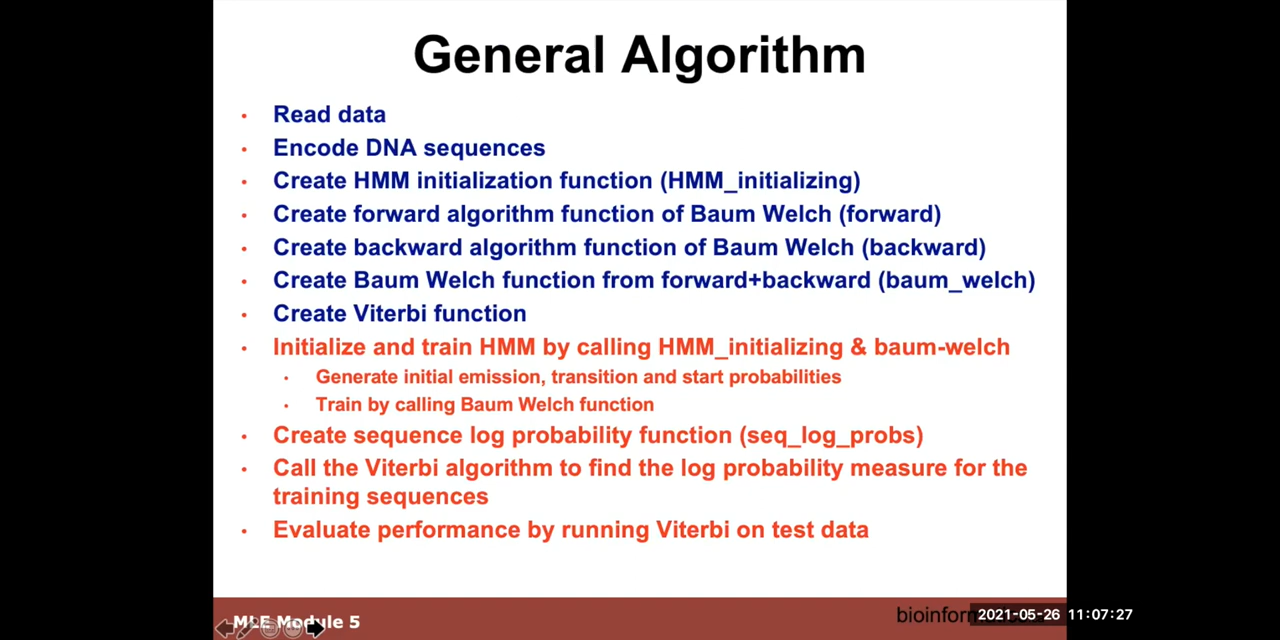 General Algorithm
• Read data
• Encode DNA sequences
• Create HMM initialization function (HMM_initializing)
• Create forward algorithm function of Baum Welch (forward)
• Create backward algorithm function of Baum Welch (backward)
• Create Baum Welch function from forward+backward (baum_welch)
• Create Viterbi function
• Initialize and train HMM by calling HMM_initializing & baum-welch
• Generate initial emission, transition and start probabilities
• Train by calling Baum Welch function
• Create sequence log probability function (seq_log_probs)
• Call the Viterbi algorithm to find the log probability measure for the
training sequences
• Evaluate performance by running Viterbi on test data
MLE Module 5
2021-05-26 11:07:27